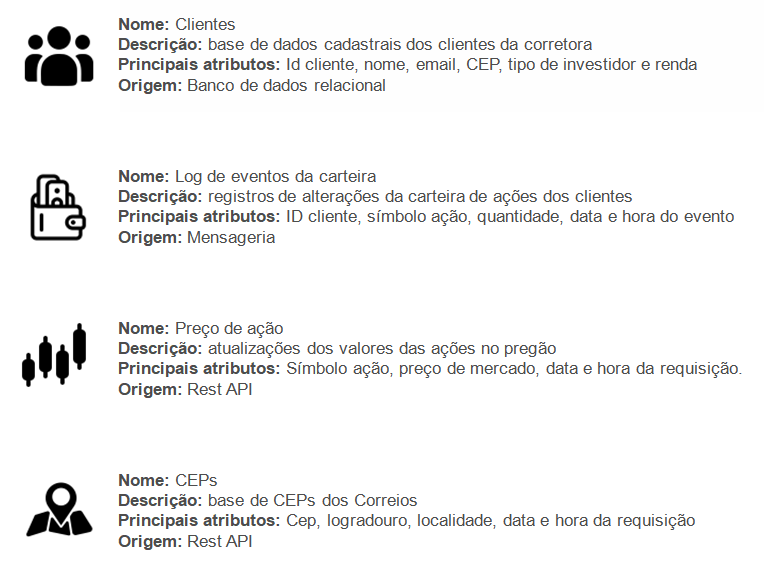 Nome: Clientes
Descrição: base de dados cadastrais dos clientes da corretora
Principais atributos: Id cliente, nome, email, CEP, tipo de investidor e renda
Origem: Banco de dados relacional
Nome: Log de eventos da carteira
Descrição: registros de alterações da carteira de ações dos clientes
Principais atributos: ID cliente, símbolo ação, quantidade, data e hora do evento
Origem: Mensageria
Nome: Preço de ação
Descrição: atualizações dos valores das ações no pregão
Principais atributos: Símbolo ação, preço de mercado, data e hora da requisição.
Origem: Rest API
Nome: CEPs
Descrição: base de CEPs dos Correios
Principais atributos: Cep, logradouro, localidade, data e hora da requisição
Origem: Rest API